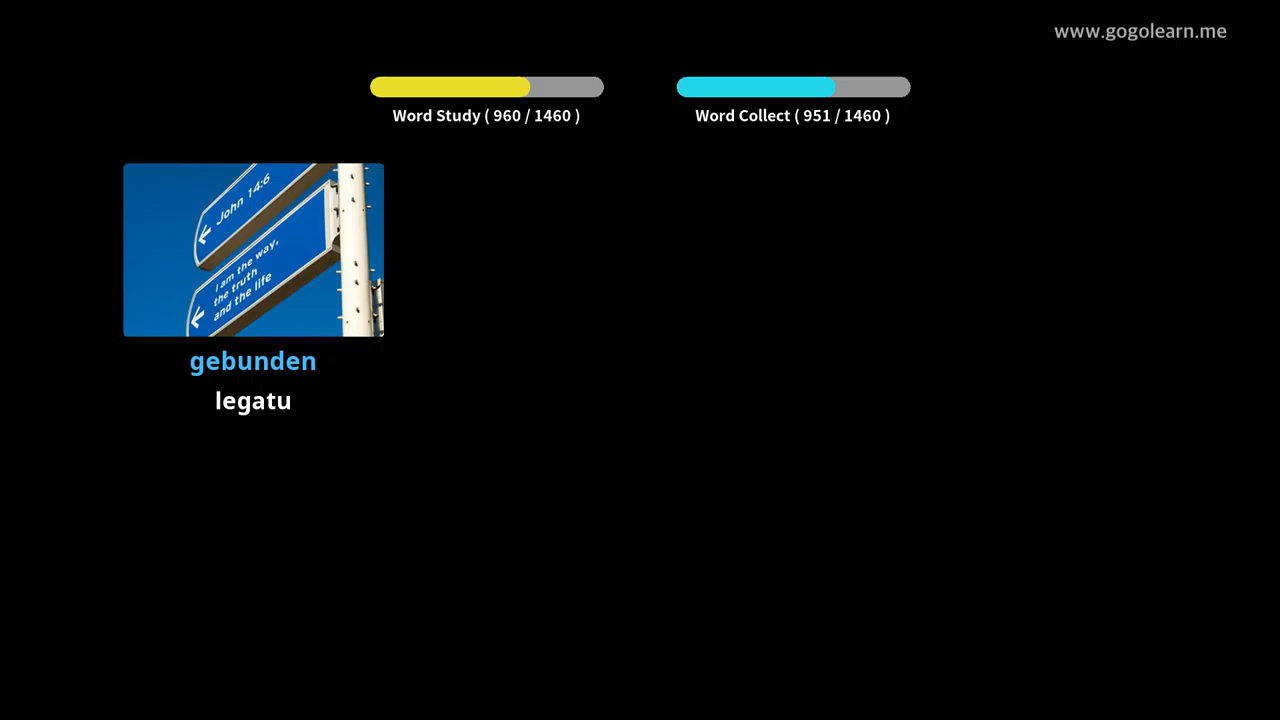 www.gogolearn.me
Word Study ( 960 / 1460 )
Word Collect ( 951 / 1460 )
John 14:6
I am the way,
the truth
and the life
gebunden
legatu